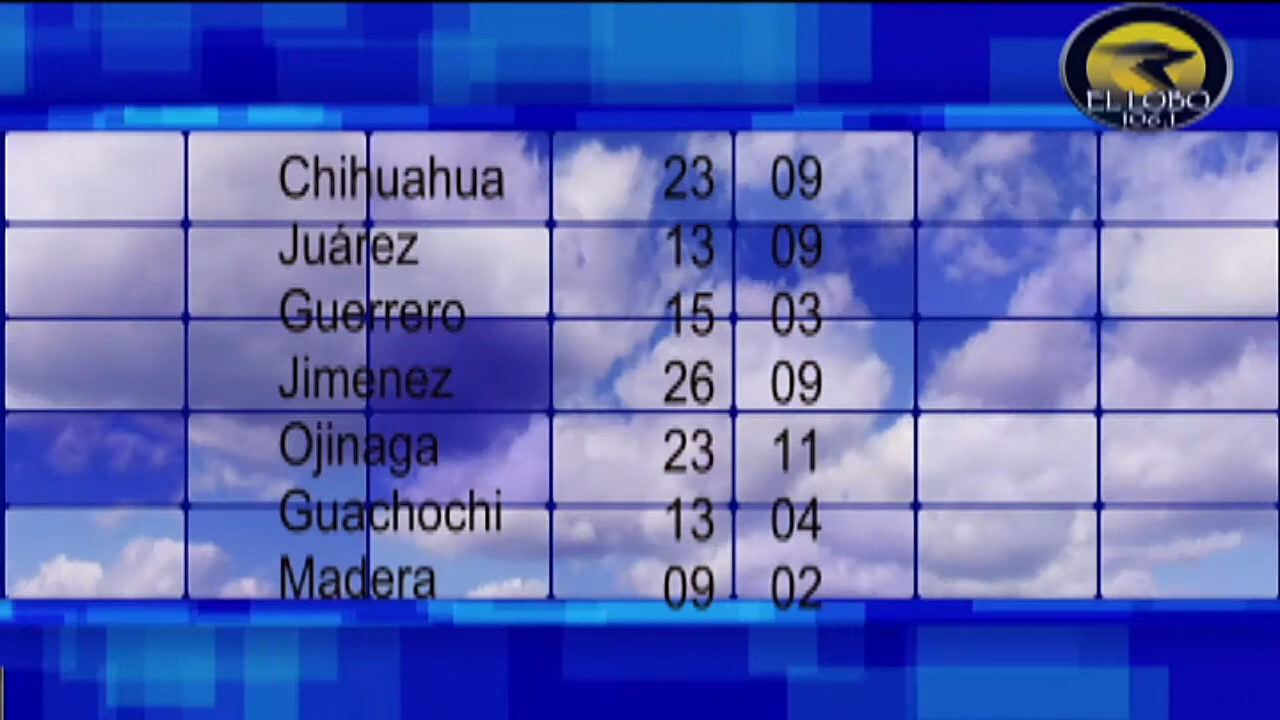 EL LOBO
106.1
Chihuahua 23 09
Juárez 13 09
Guerrero 15 03
Jimenez 26 09
Ojinaga 23 11
Guachochi 13 04
Madera 09 02